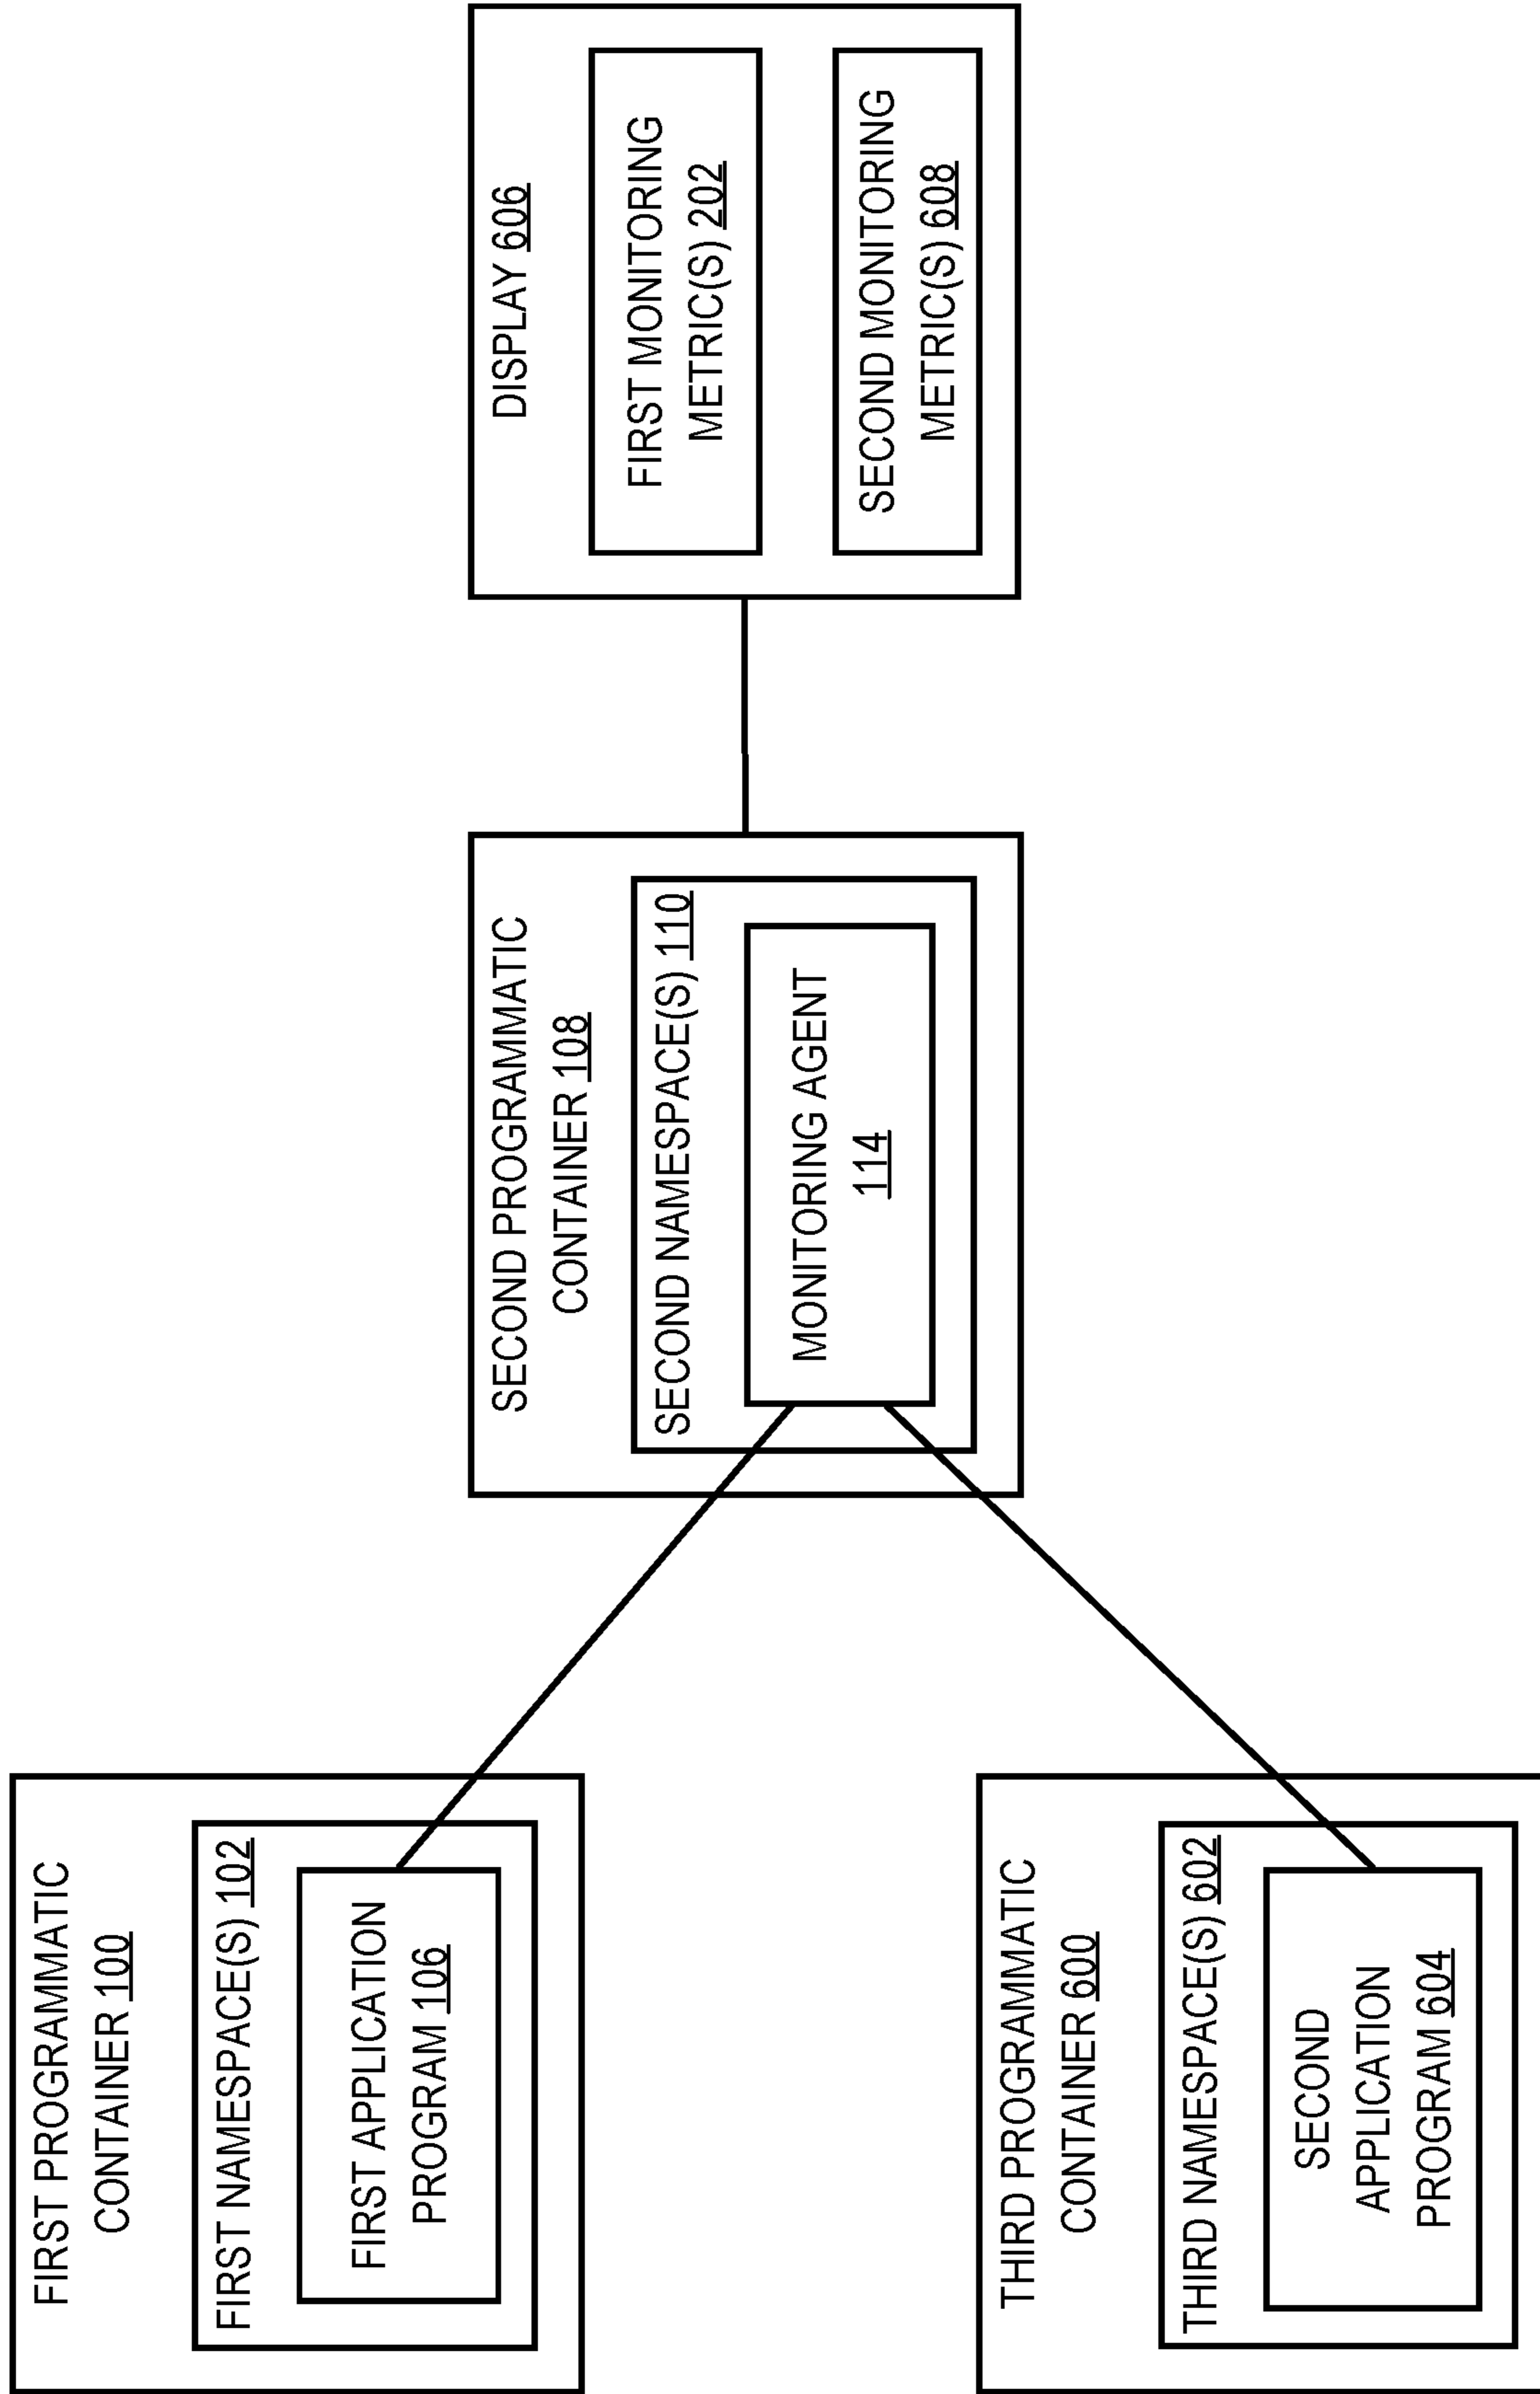 FIRST PROGRAMMATIC
CONTAINER 100
FIRST NAMESPACE(S) 102
FIRST APPLICATION
PROGRAM 106
THIRD PROGRAMMATIC
CONTAINER 600
THIRD NAMESPACE(S) 602
SECOND
APPLICATION
PROGRAM 604
SECOND PROGRAMMATIC
CONTAINER 108
SECOND NAMESPACE(S) 110
MONITORING AGENT
114
DISPLAY 606
FIRST MONITORING
METRIC(S) 202
SECOND MONITORING
METRIC(S) 608